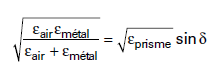 √(ε_air ε_métal / (ε_air + ε_métal)) = √ε_prisme sin δ